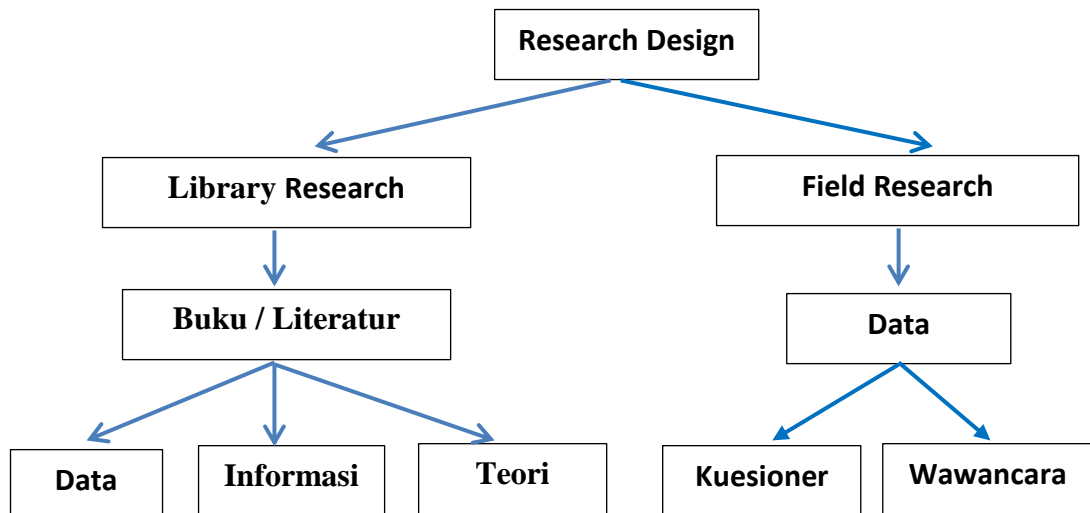 Research Design
Library Research
Field Research
Buku / Literatur
Data
Data
Informasi
Teori
Kuesioner
Wawancara